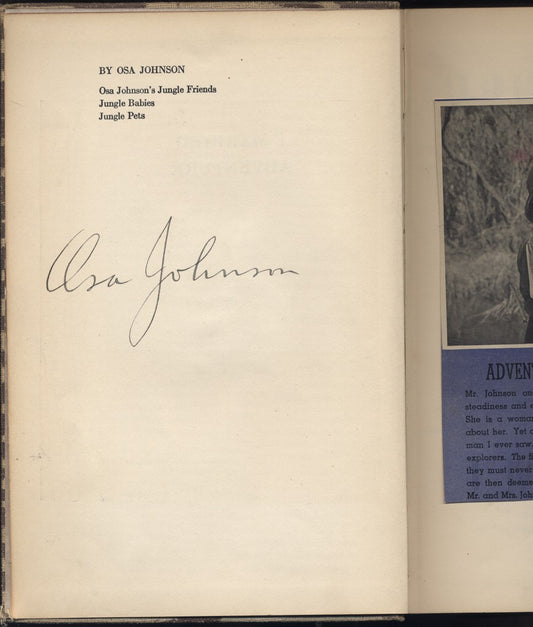 BY OSA JOHNSON
Osa Johnson's Jungle Friends
Jungle Babies
Jungle Pets
Osa Johnson
ADVEN
Mr. Johnson on
steadiness and
She is a woma
about her. Yet
man I ever saw,
explorers. The fi
they must never
are then deeme
Mr. and Mrs. Joh